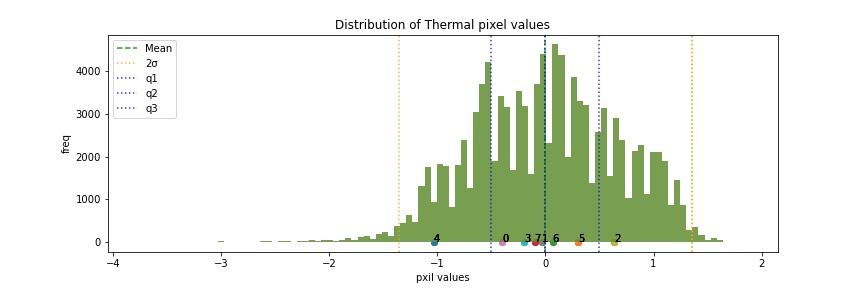 Distribution of Thermal pixel values
Mean
2σ
q1
q2
q3
freq
4000
3000
2000
1000
0
4 0 3 7 1 6 5 2
−4 −3 −2 −1 0 1 2
pxil values